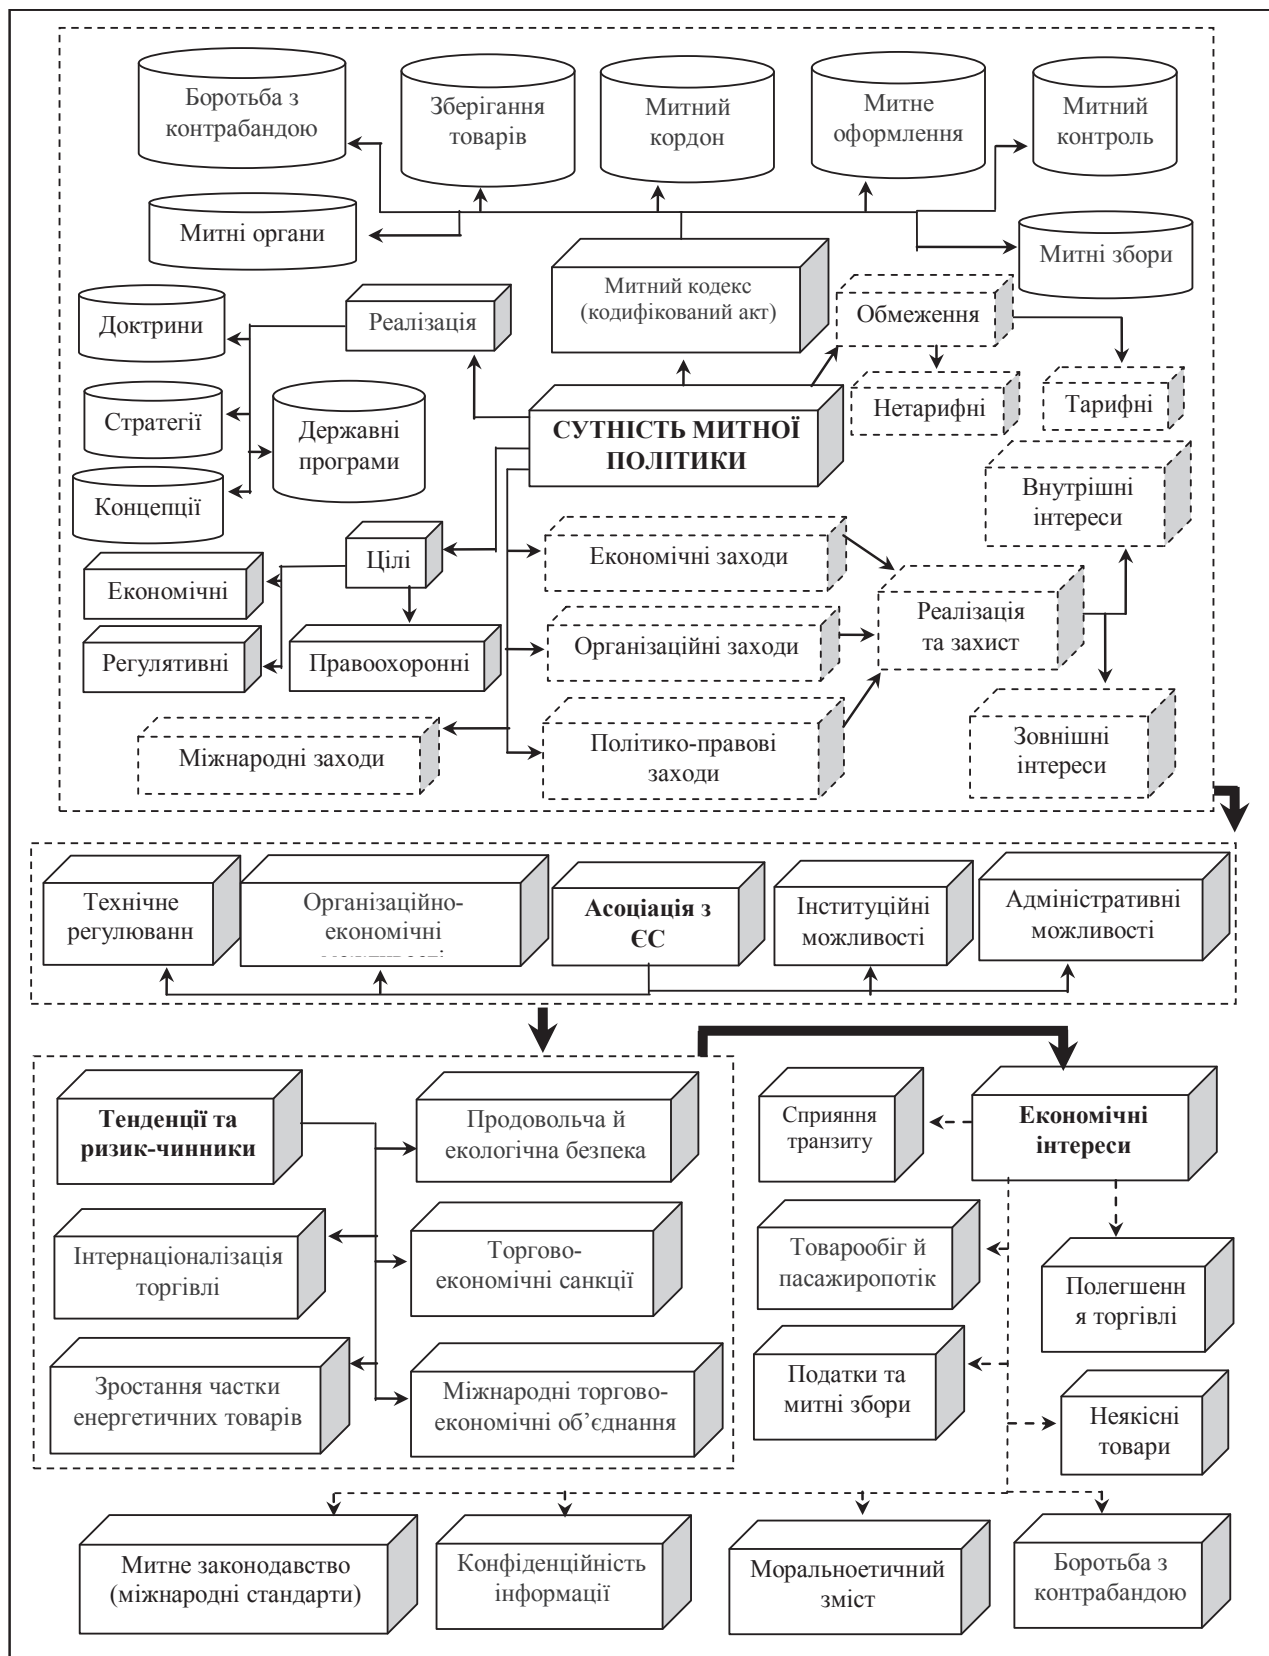 Боротьба з
контрабандою
Зберігання
товарів
Митний
кордон
Митне
оформлення
Митний
контроль
Митні органи
Митні збори
Митний кодекс
(кодифікований акт)
Доктрини
Реалізація
Обмеження
Стратегії
Державні
програми
Нетарифні
Тарифні
СУТНІСТЬ МИТНОЇ
ПОЛІТИКИ
Концепції
Внутрішні
інтереси
Цілі
Економічні
Економічні заходи
Регулятивні
Правоохоронні
Організаційні заходи
Реалізація
та захист
Міжнародні заходи
Політико-правові
заходи
Зовнішні
інтереси
Технічне
регулюванн
Організаційно-
економічні
Асоціація з
ЄС
Інституційні
можливості
Адміністративні
можливості
Тенденції та
ризик-чинники
Продовольча й
екологічна безпека
Сприяння
транзиту
Економічні
інтереси
Інтернаціоналізація
торгівлі
Торгово-
економічні санкції
Товарообіг й
пасажиропотік
Полегшенн
я торгівлі
Зростання частки
енергетичних товарів
Міжнародні торгово-
економічні об’єднання
Податки та
митні збори
Неякісні
товари
Митне законодавство
(міжнародні стандарти)
Конфіденційність
інформації
Моральноетичний
зміст
Боротьба з
контрабандою